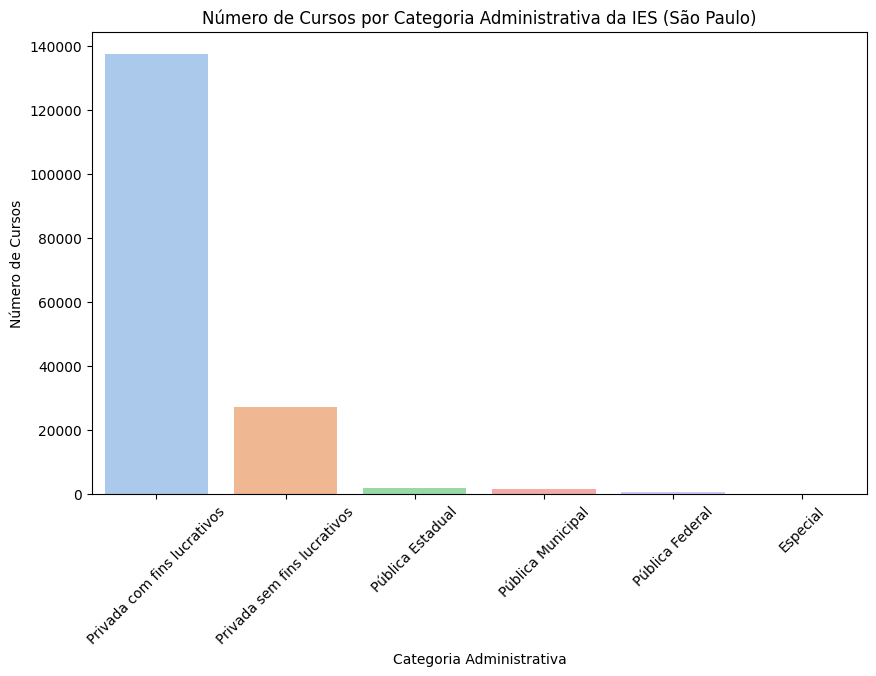 Número de Cursos por Categoria Administrativa da IES (São Paulo)
Número de Cursos
140000
120000
100000
80000
60000
40000
20000
0
Privada com fins lucrativos
Privada sem fins lucrativos
Pública Estadual
Pública Municipal
Pública Federal
Especial
Categoria Administrativa